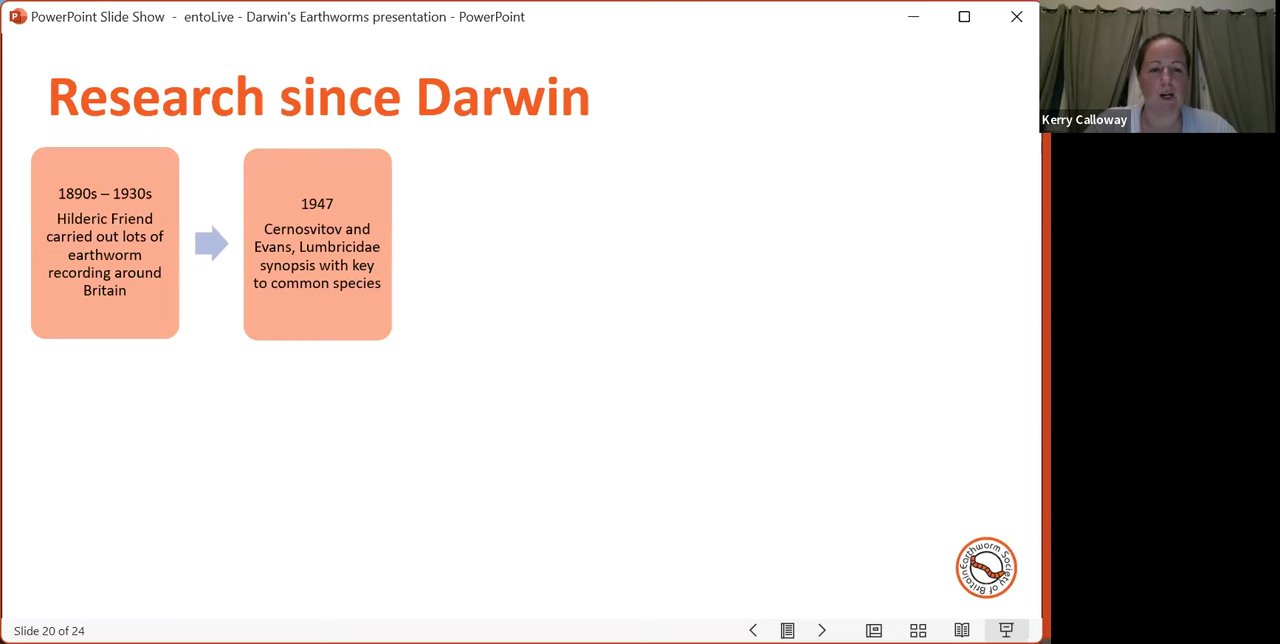 PowerPoint Slide Show - entoLive - Darwin's Earthworms presentation - PowerPoint
Kerry Calloway
Research since Darwin
1890s – 1930s
Hilderic Friend
carried out lots of
earthworm
recording around
Britain
1947
Cernosvitov and
Evans, Lumbricidae
synopsis with key
to common species
Earthworm Society of Britain
Slide 20 of 24